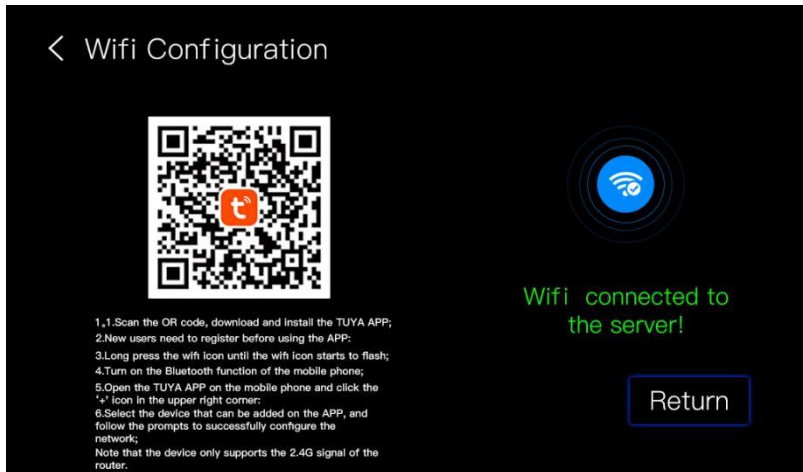 Wifi Configuration
1,1.Scan the OR code, download and install the TUYA APP;
2.New users need to register before using the APP:
3.Long press the wifi icon until the wifi icon starts to flash;
4.Turn on the Bluetooth function of the mobile phone;
5.Open the TUYA APP on the mobile phone and click the
'+' icon in the upper right corner:
6.Select the device that can be added on the APP, and
follow the prompts to successfully configure the
network;
Note that the device only supports the 2.4G signal of the
router.
Wifi connected to
the server!
Return